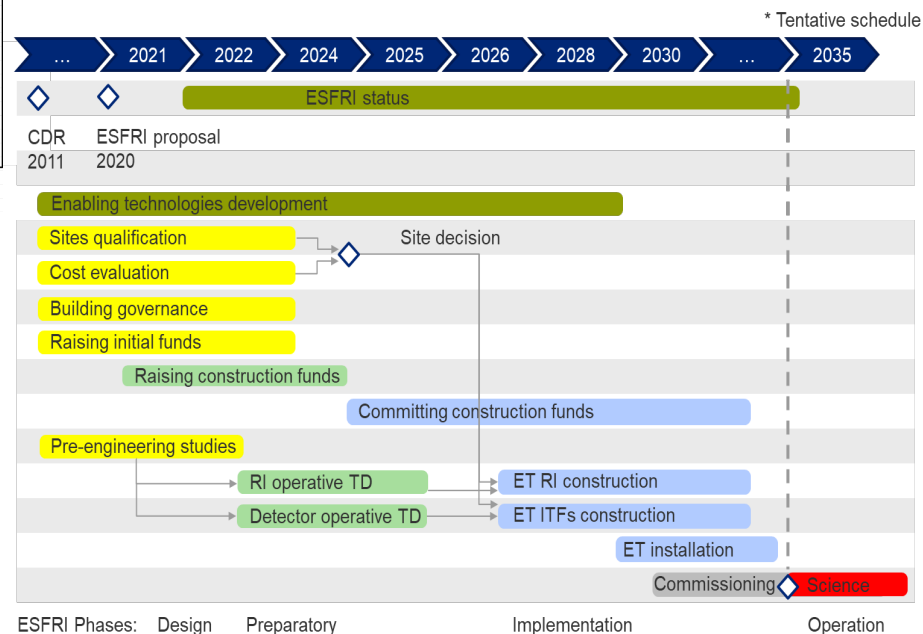 * Tentative schedule
... 2021 2022 2024 2025 2026 2028 2030 ... 2035
ESFRI status
CDR ESFRI proposal
2011 2020
Enabling technologies development
Sites qualification Site decision
Cost evaluation
Building governance
Raising initial funds
Raising construction funds
Committing construction funds
Pre-engineering studies
RI operative TD ET RI construction
Detector operative TD ET ITFs construction
ET installation
Commissioning Science
ESFRI Phases: Design Preparatory Implementation Operation